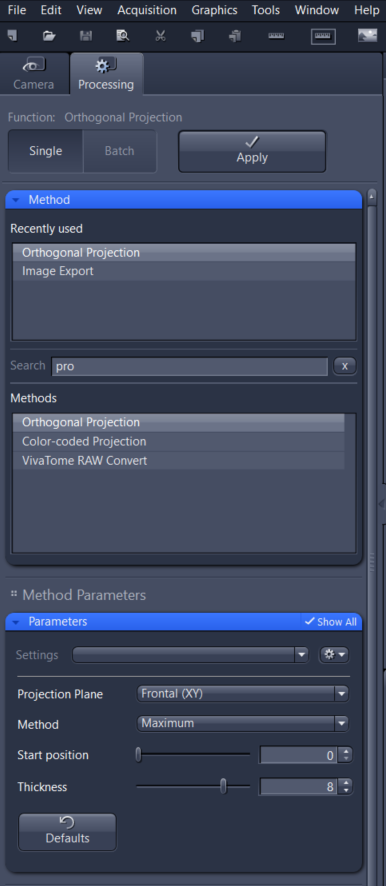 File Edit View Acquisition Graphics Tools Window Help
Camera Processing
Function: Orthogonal Projection
Single Batch Apply
Method
Recently used
Orthogonal Projection
Image Export
Search pro X
Methods
Orthogonal Projection
Color-coded Projection
VivaTome RAW Convert
Method Parameters
Parameters Show All
Settings
Projection Plane Frontal (XY)
Method Maximum
Start position 0
Thickness 8
Defaults